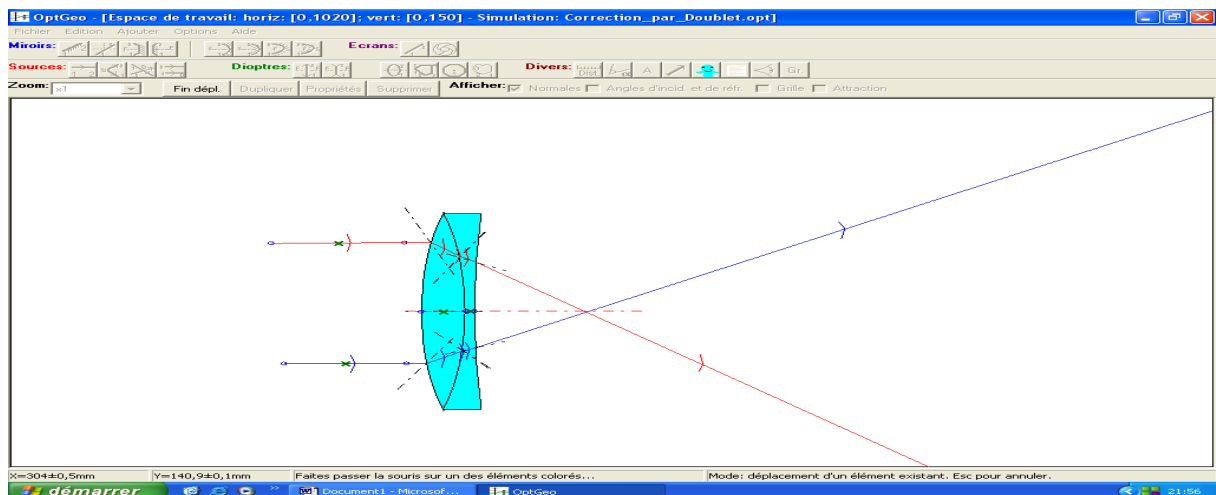 OptGeo - [Espace de travail: horiz: [0,1020]; vert: [0,150] - Simulation: Correction_par_Doublet.opt]
Fichier Edition Ajouter Options Aide
Miroirs: Ecrans:
Sources: Dioptres: Divers: Dist. A Gr.
Zoom: x1 Fin dépl. Dupliquer Propriétés Supprimer Afficher: Normales Angles d'incid. et de réfr. Grille Attraction
X=304±0,5mm Y=140,9±0,1mm Faites passer la souris sur un des éléments colorés... Mode: déplacement d'un élément existant. Esc pour annuler.
démarrer » Document1 - Microsof... OptGeo 21:56